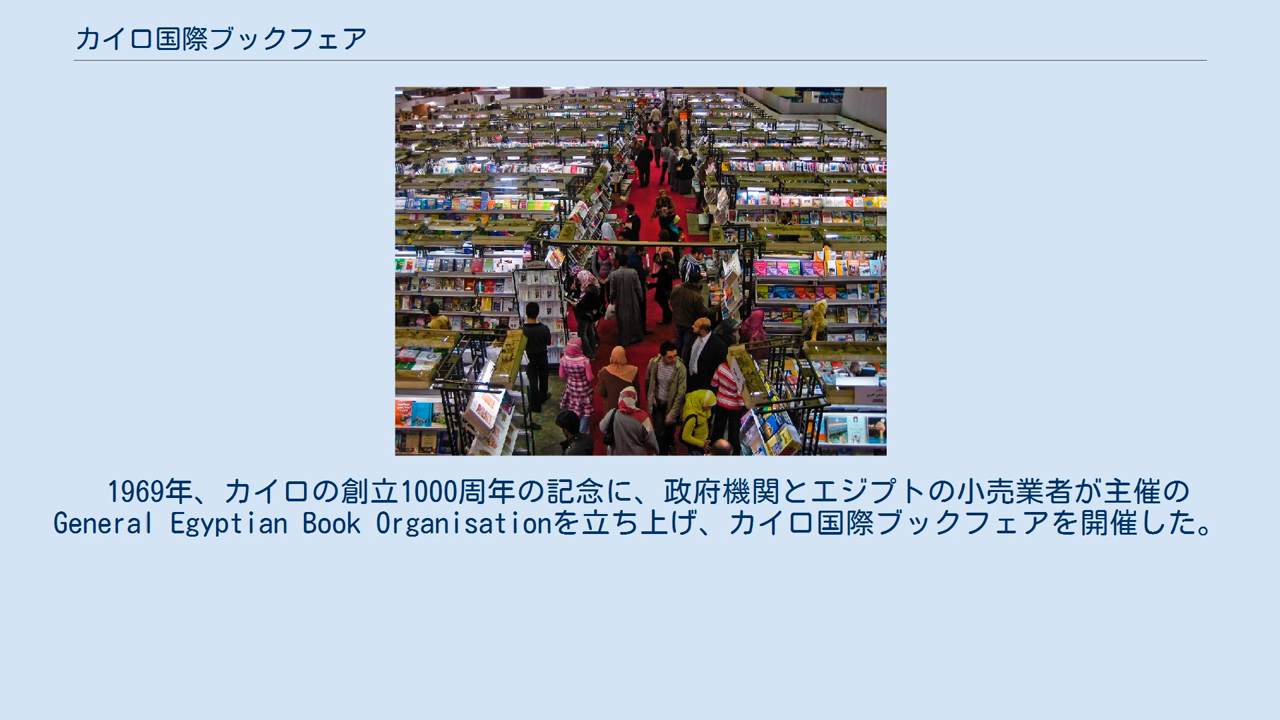 カイロ国際ブックフェア
1969年、カイロの創立1000周年の記念に、政府機関とエジプトの小売業者が主催の
General Egyptian Book Organisationを立ち上げ、カイロ国際ブックフェアを開催した。